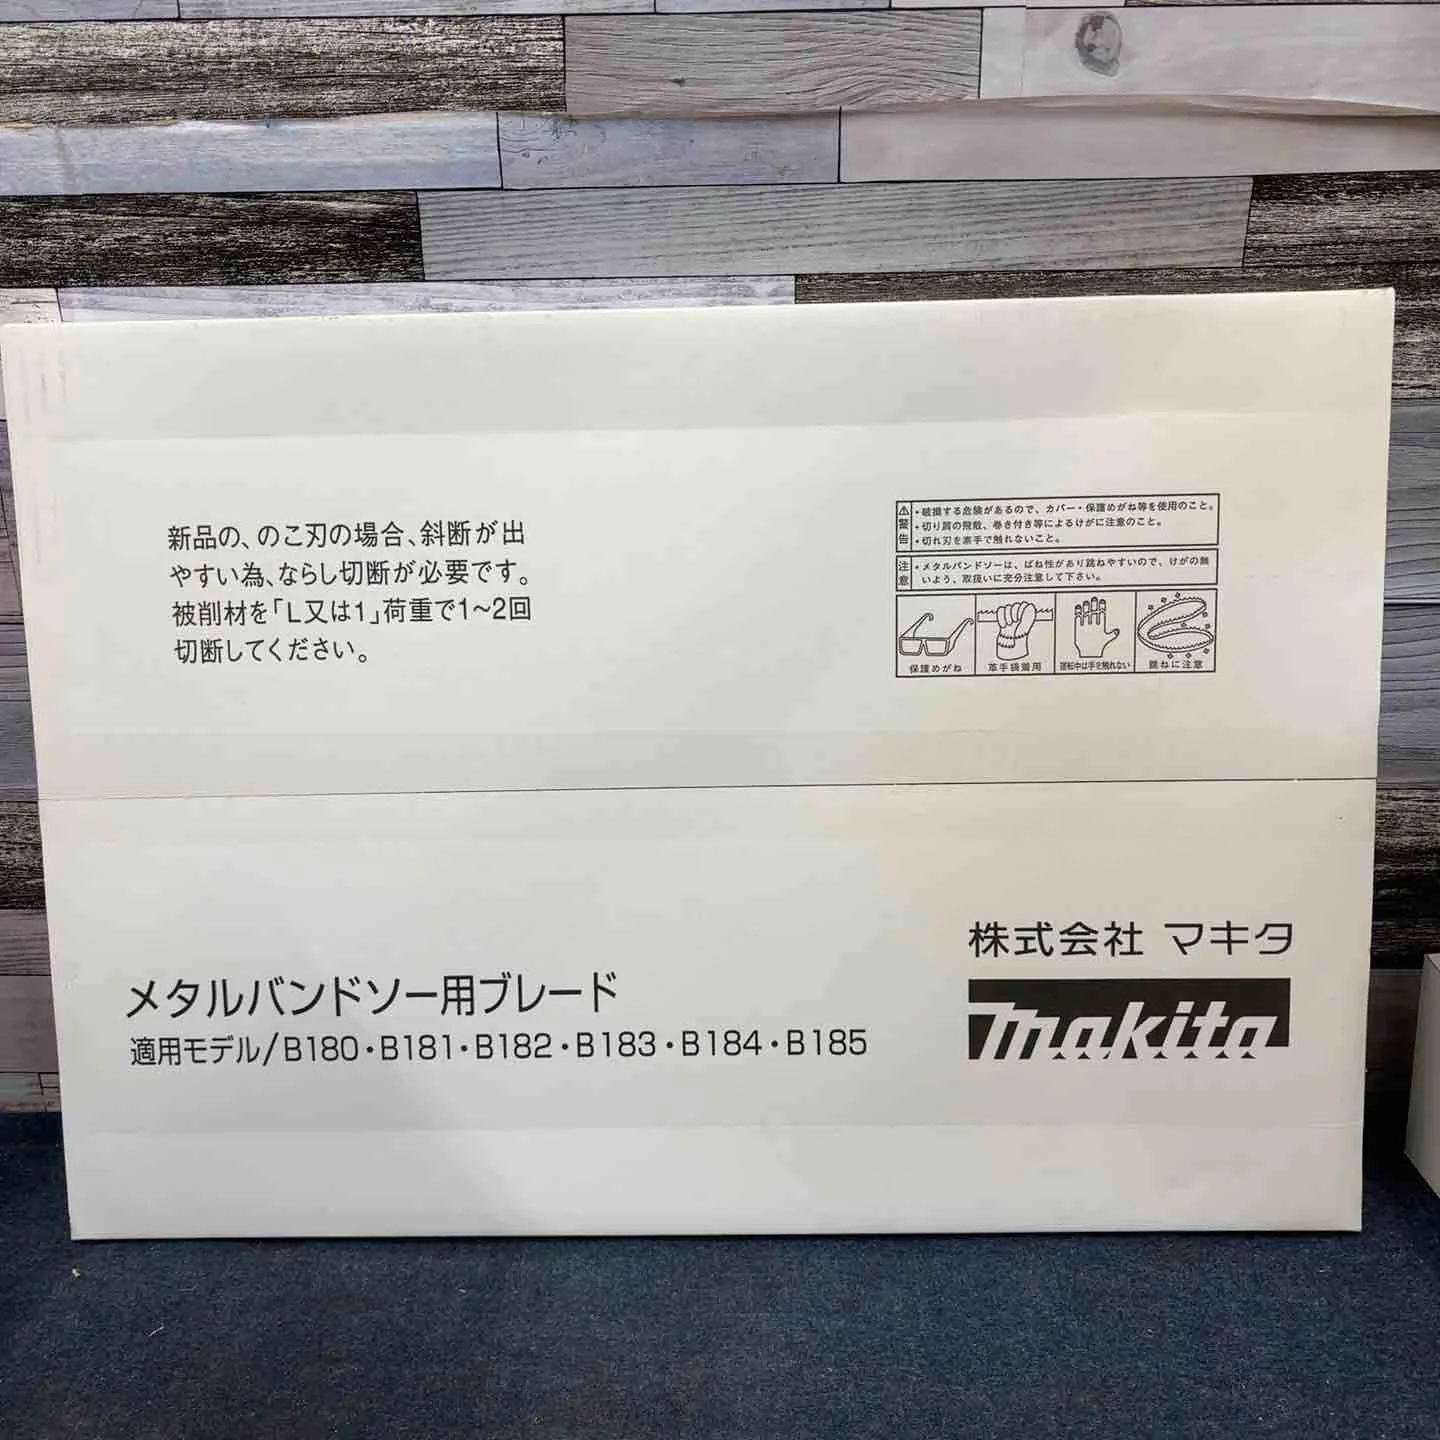 新品の、のこ刃の場合、斜断が出
やすい為、ならし切断が必要です。
被削材を「L又は1」荷重で1~2回
切断してください。
⚠警告
・破損する危険があるので、カバー・保護めがね等を使用のこと。
・切り屑の飛散、巻き付き等によるけがに注意のこと。
・切れ刃を素手で触れないこと。
注意
・メタルバンドソーは、ばね性があり跳ねやすいので、けがの無
いよう、取扱いに充分注意して下さい。
保護めがね
革手袋着用
運転中は手を触れない
跳ねに注意
株式会社 マキタ
makita
メタルバンドソー用ブレード
適用モデル/B180・B181・B182・B183・B184・B185